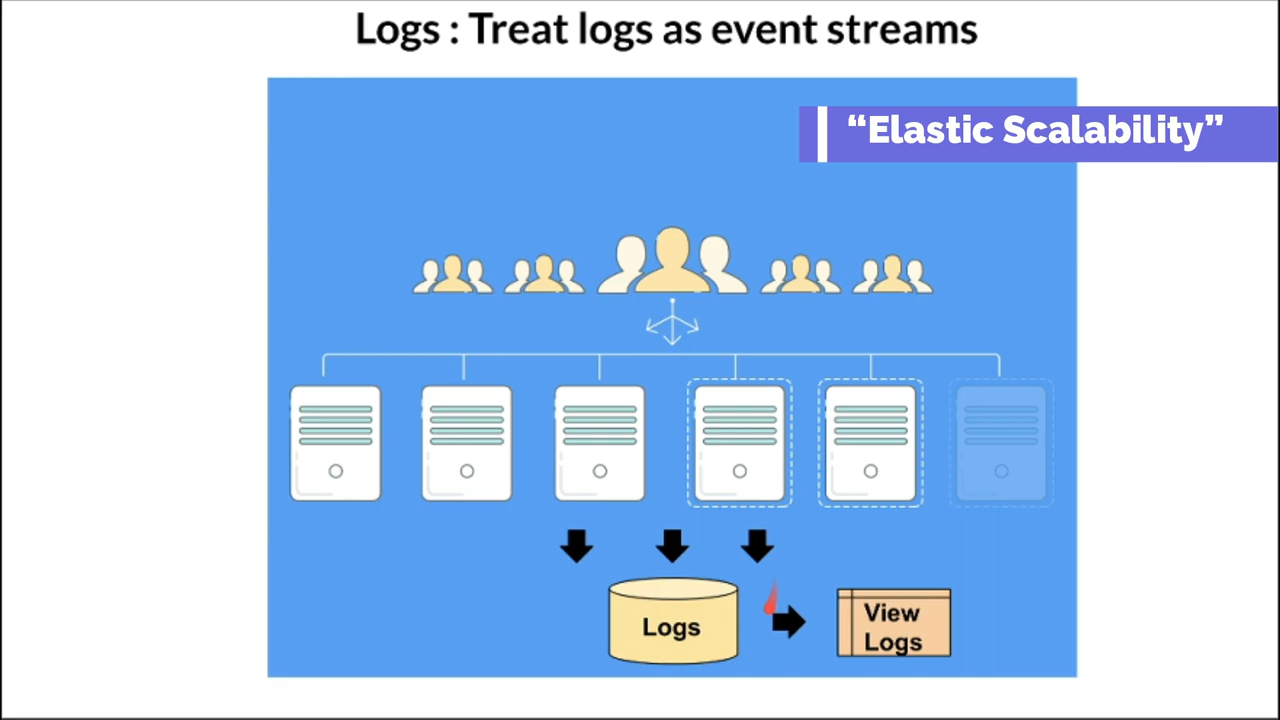 Logs : Treat logs as event streams
“Elastic Scalability”
Logs
View
Logs